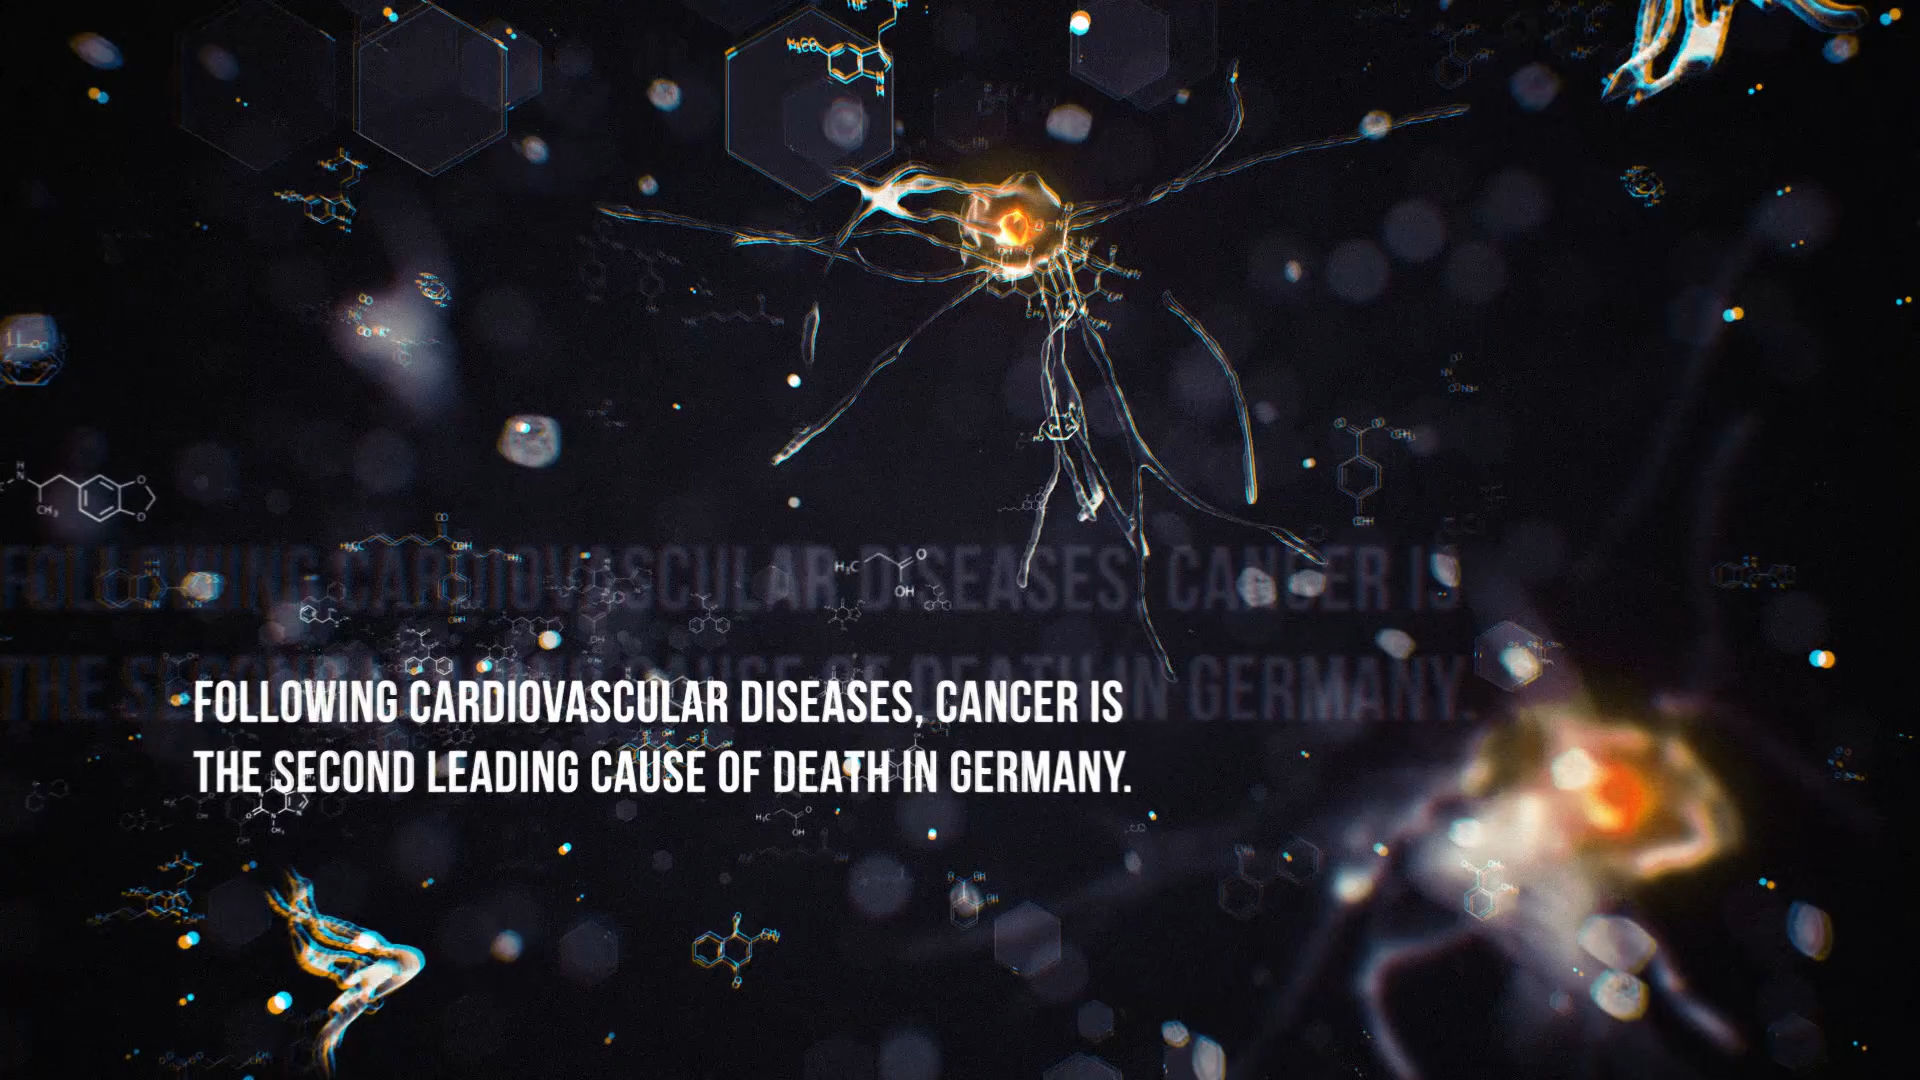 FOLLOWING CARDIOVASCULAR DISEASES, CANCER IS
THE SECOND LEADING CAUSE OF DEATH IN GERMANY.